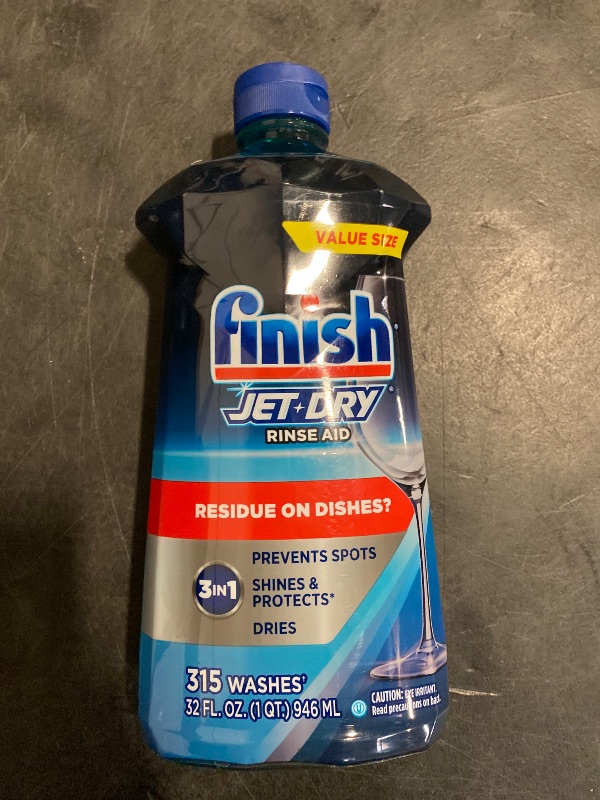 VALUE SIZE
finish®
JET-DRY®
RINSE AID
RESIDUE ON DISHES?
3IN1
PREVENTS SPOTS
SHINES &
PROTECTS*
DRIES
315 WASHES†
32 FL. OZ. (1 QT.) 946 ML
CAUTION: EYE IRRITANT.
Read precautions on back.